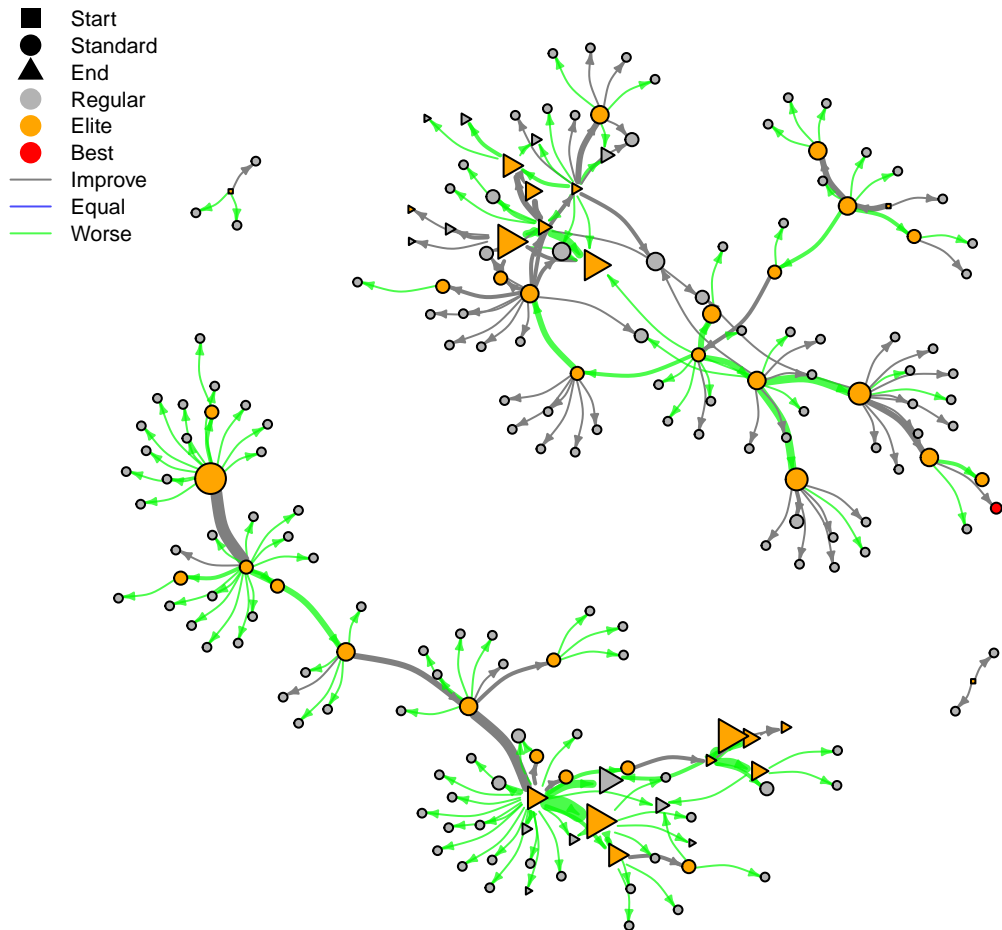 Start
Standard
End
Regular
Elite
Best
Improve
Equal
Worse